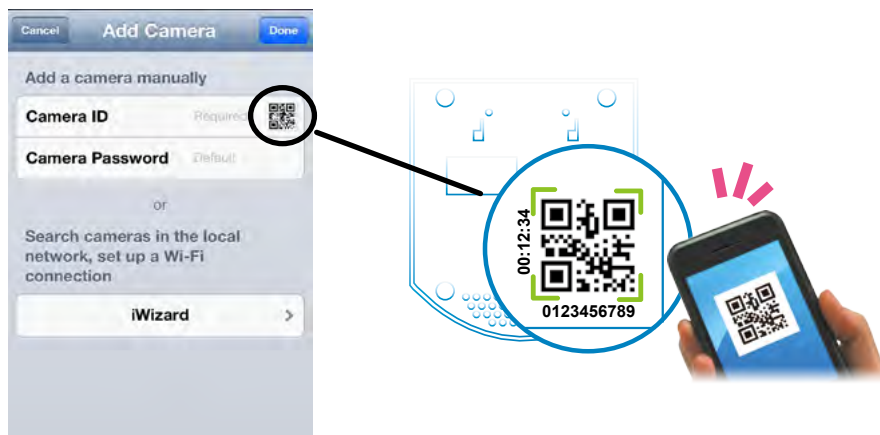 Cancel Add Camera Done
Add a camera manually
Camera ID Required
Camera Password Default
or
Search cameras in the local
network, set up a Wi-Fi
connection
iWizard
00:12:34
0123456789